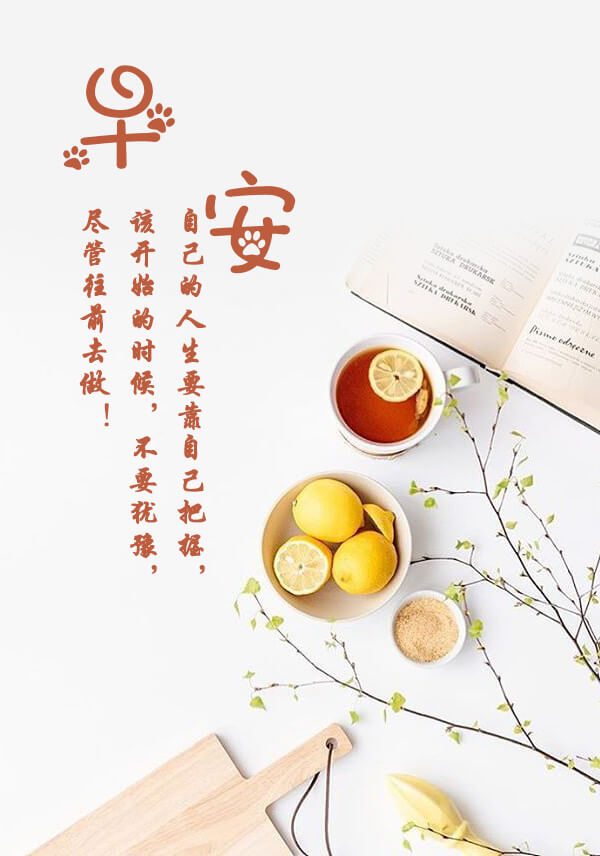 早安
自己的人生要靠自己把握，
该开始的时候，不要犹豫，
尽管往前去做！
Sztuka drukarska
SZTUKA DRUKARSKA
Sztuka drukarska
SZTUKA DRUKARSK
Pismo odręczne